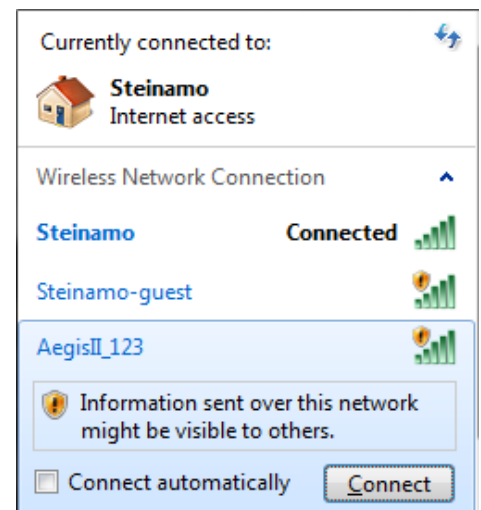 Currently connected to:
Steinamo
Internet access
Wireless Network Connection
Steinamo Connected
Steinamo-guest
AegisII_123
Information sent over this network
might be visible to others.
Connect automatically Connect